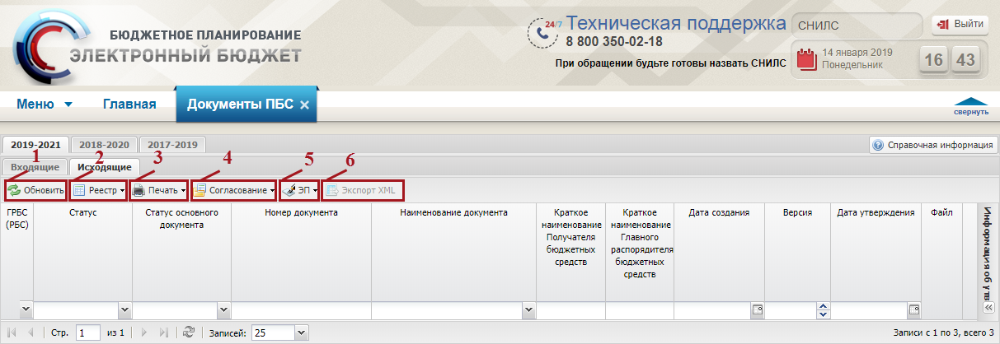 БЮДЖЕТНОЕ ПЛАНИРОВАНИЕ
ЭЛЕКТРОННЫЙ БЮДЖЕТ
24/7 Техническая поддержка
8 800 350-02-18
При обращении будьте готовы назвать СНИЛС
СНИЛС
Выйти
14 января 2019
Понедельник
16 43
Меню Главная Документы ПБС
свернуть
2019-2021 2018-2020 2017-2019
Справочная информация
1 2 3 4 5 6
Входящие Исходящие
Обновить Реестр Печать Согласование ЭП Экспорт XML
ГРБС
(РБС)
Статус
Статус основного
документа
Номер документа
Наименование документа
Краткое
наименование
Получателя
бюджетных
средств
Краткое
наименование
Главного
распорядителя
бюджетных
средств
Дата создания
Версия
Дата утверждения
Файл
Информация об утв
Стр. 1 из 1 Записей: 25
Записи с 1 по 3, всего 3